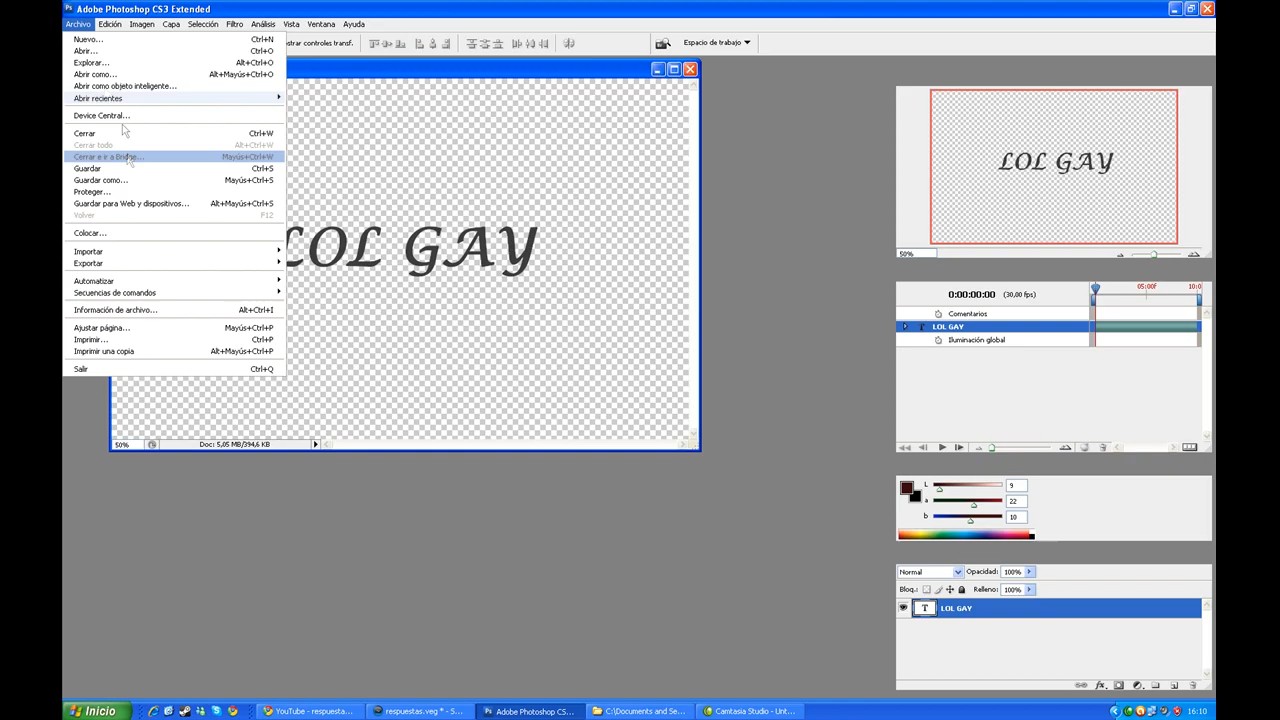 Adobe Photoshop CS3 Extended
Archivo Edición Imagen Capa Selección Filtro Análisis Vista Ventana Ayuda
Nuevo... Ctrl+N
Abrir... Ctrl+O
Explorar... Alt+Ctrl+O
Abrir como... Alt+Mayús+Ctrl+O
Abrir como objeto inteligente...
Abrir recientes
Device Central...
Cerrar Ctrl+W
Cerrar todo Alt+Ctrl+W
Cerrar e ir a Bridge... Mayús+Ctrl+W
Guardar Ctrl+S
Guardar como... Mayús+Ctrl+S
Proteger...
Guardar para Web y dispositivos... Alt+Mayús+Ctrl+S
Volver F12
Colocar...
Importar
Exportar
Automatizar
Secuencias de comandos
Información de archivo... Alt+Ctrl+I
Ajustar página... Mayús+Ctrl+P
Imprimir... Ctrl+P
Imprimir una copia Alt+Mayús+Ctrl+P
Salir Ctrl+Q
strar controles transf.
Espacio de trabajo
LOL GAY
50% Doc: 5,05 MB/394,6 KB
LOL GAY
50%
0:00:00:00 (30,00 fps) 05:00f 10:0
Comentarios
T LOL GAY
Iluminación global
L 9
a 22
b 10
Normal Opacidad: 100%
Bloq.: Relleno: 100%
T LOL GAY
Inicio YouTube - respuesta... respuestas.veg * - S... Adobe Photoshop CS... C:\Documents and Se... Camtasia Studio - Unt... 16:10